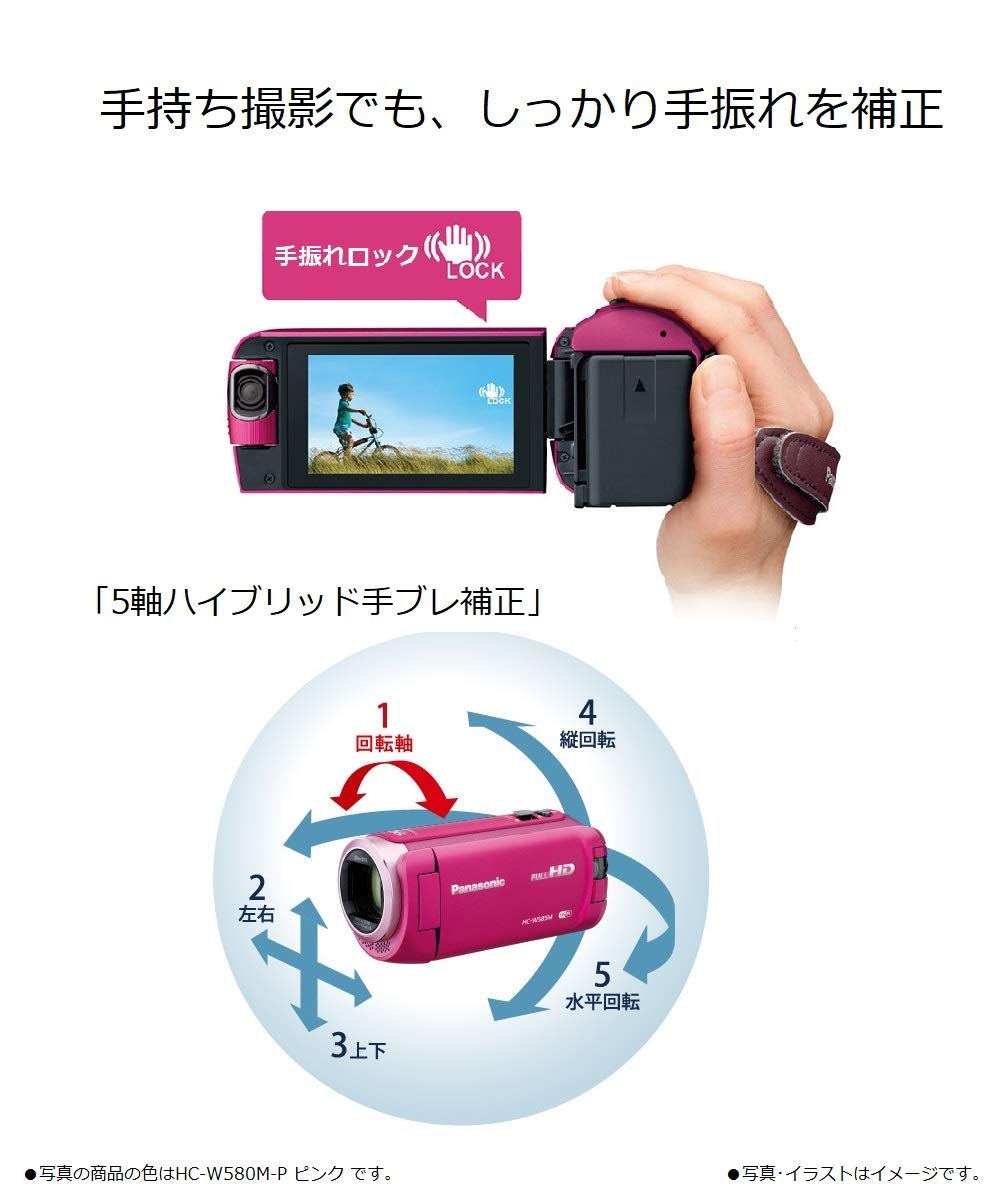 手持ち撮影でも、しっかり手振れを補正
手振れロック
LOCK
LOCK
「5軸ハイブリッド手ブレ補正」
1
回転軸
4
縦回転
2
左右
Panasonic
FULL HD
HC-W585M
5
水平回転
3上下
●写真の商品の色はHC-W580M-P ピンク です。
●写真・イラストはイメージです。